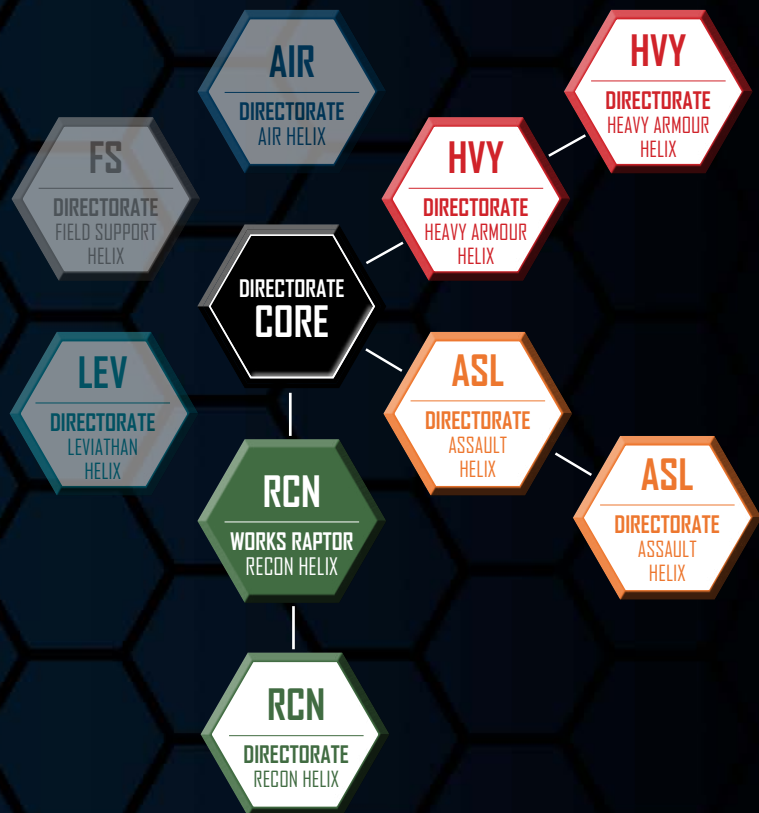 HVY
DIRECTORATE
HEAVY ARMOUR
HELIX
AIR
DIRECTORATE
AIR HELIX
FS
DIRECTORATE
FIELD SUPPORT
HELIX
HVY
DIRECTORATE
HEAVY ARMOUR
HELIX
DIRECTORATE
CORE
LEV
DIRECTORATE
LEVIATHAN
HELIX
ASL
DIRECTORATE
ASSAULT
HELIX
RCN
WORKS RAPTOR
RECON HELIX
ASL
DIRECTORATE
ASSAULT
HELIX
RCN
DIRECTORATE
RECON HELIX